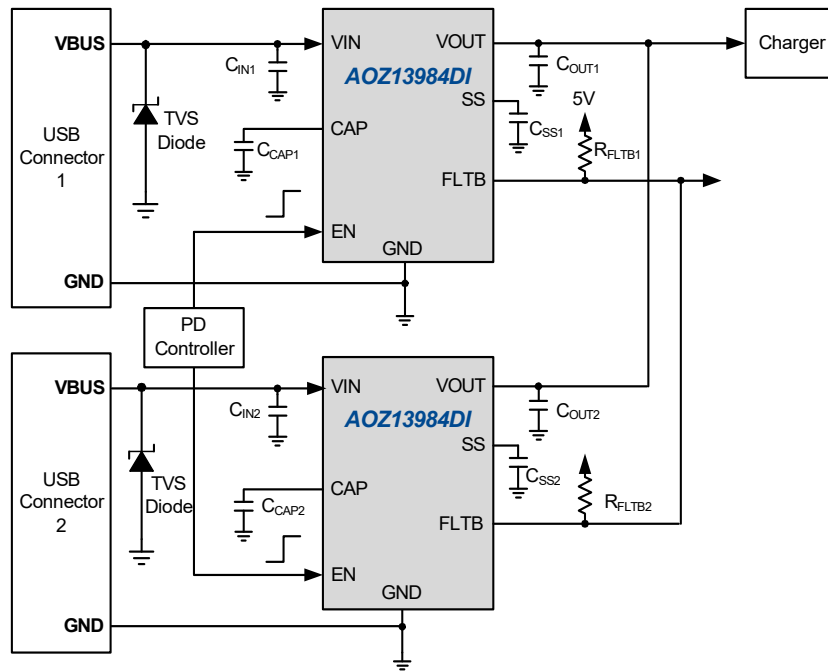 VBUS
USB
Connector
1
GND
TVS
Diode
CIN1
CCAP1
VIN
VOUT
AOZ13984DI
SS
CAP
FLTB
EN
GND
COUT1
CSS1
5V
RFLTB1
Charger
PD
Controller
VBUS
USB
Connector
2
GND
TVS
Diode
CIN2
CCAP2
VIN
VOUT
AOZ13984DI
SS
CAP
FLTB
EN
GND
COUT2
CSS2
RFLTB2